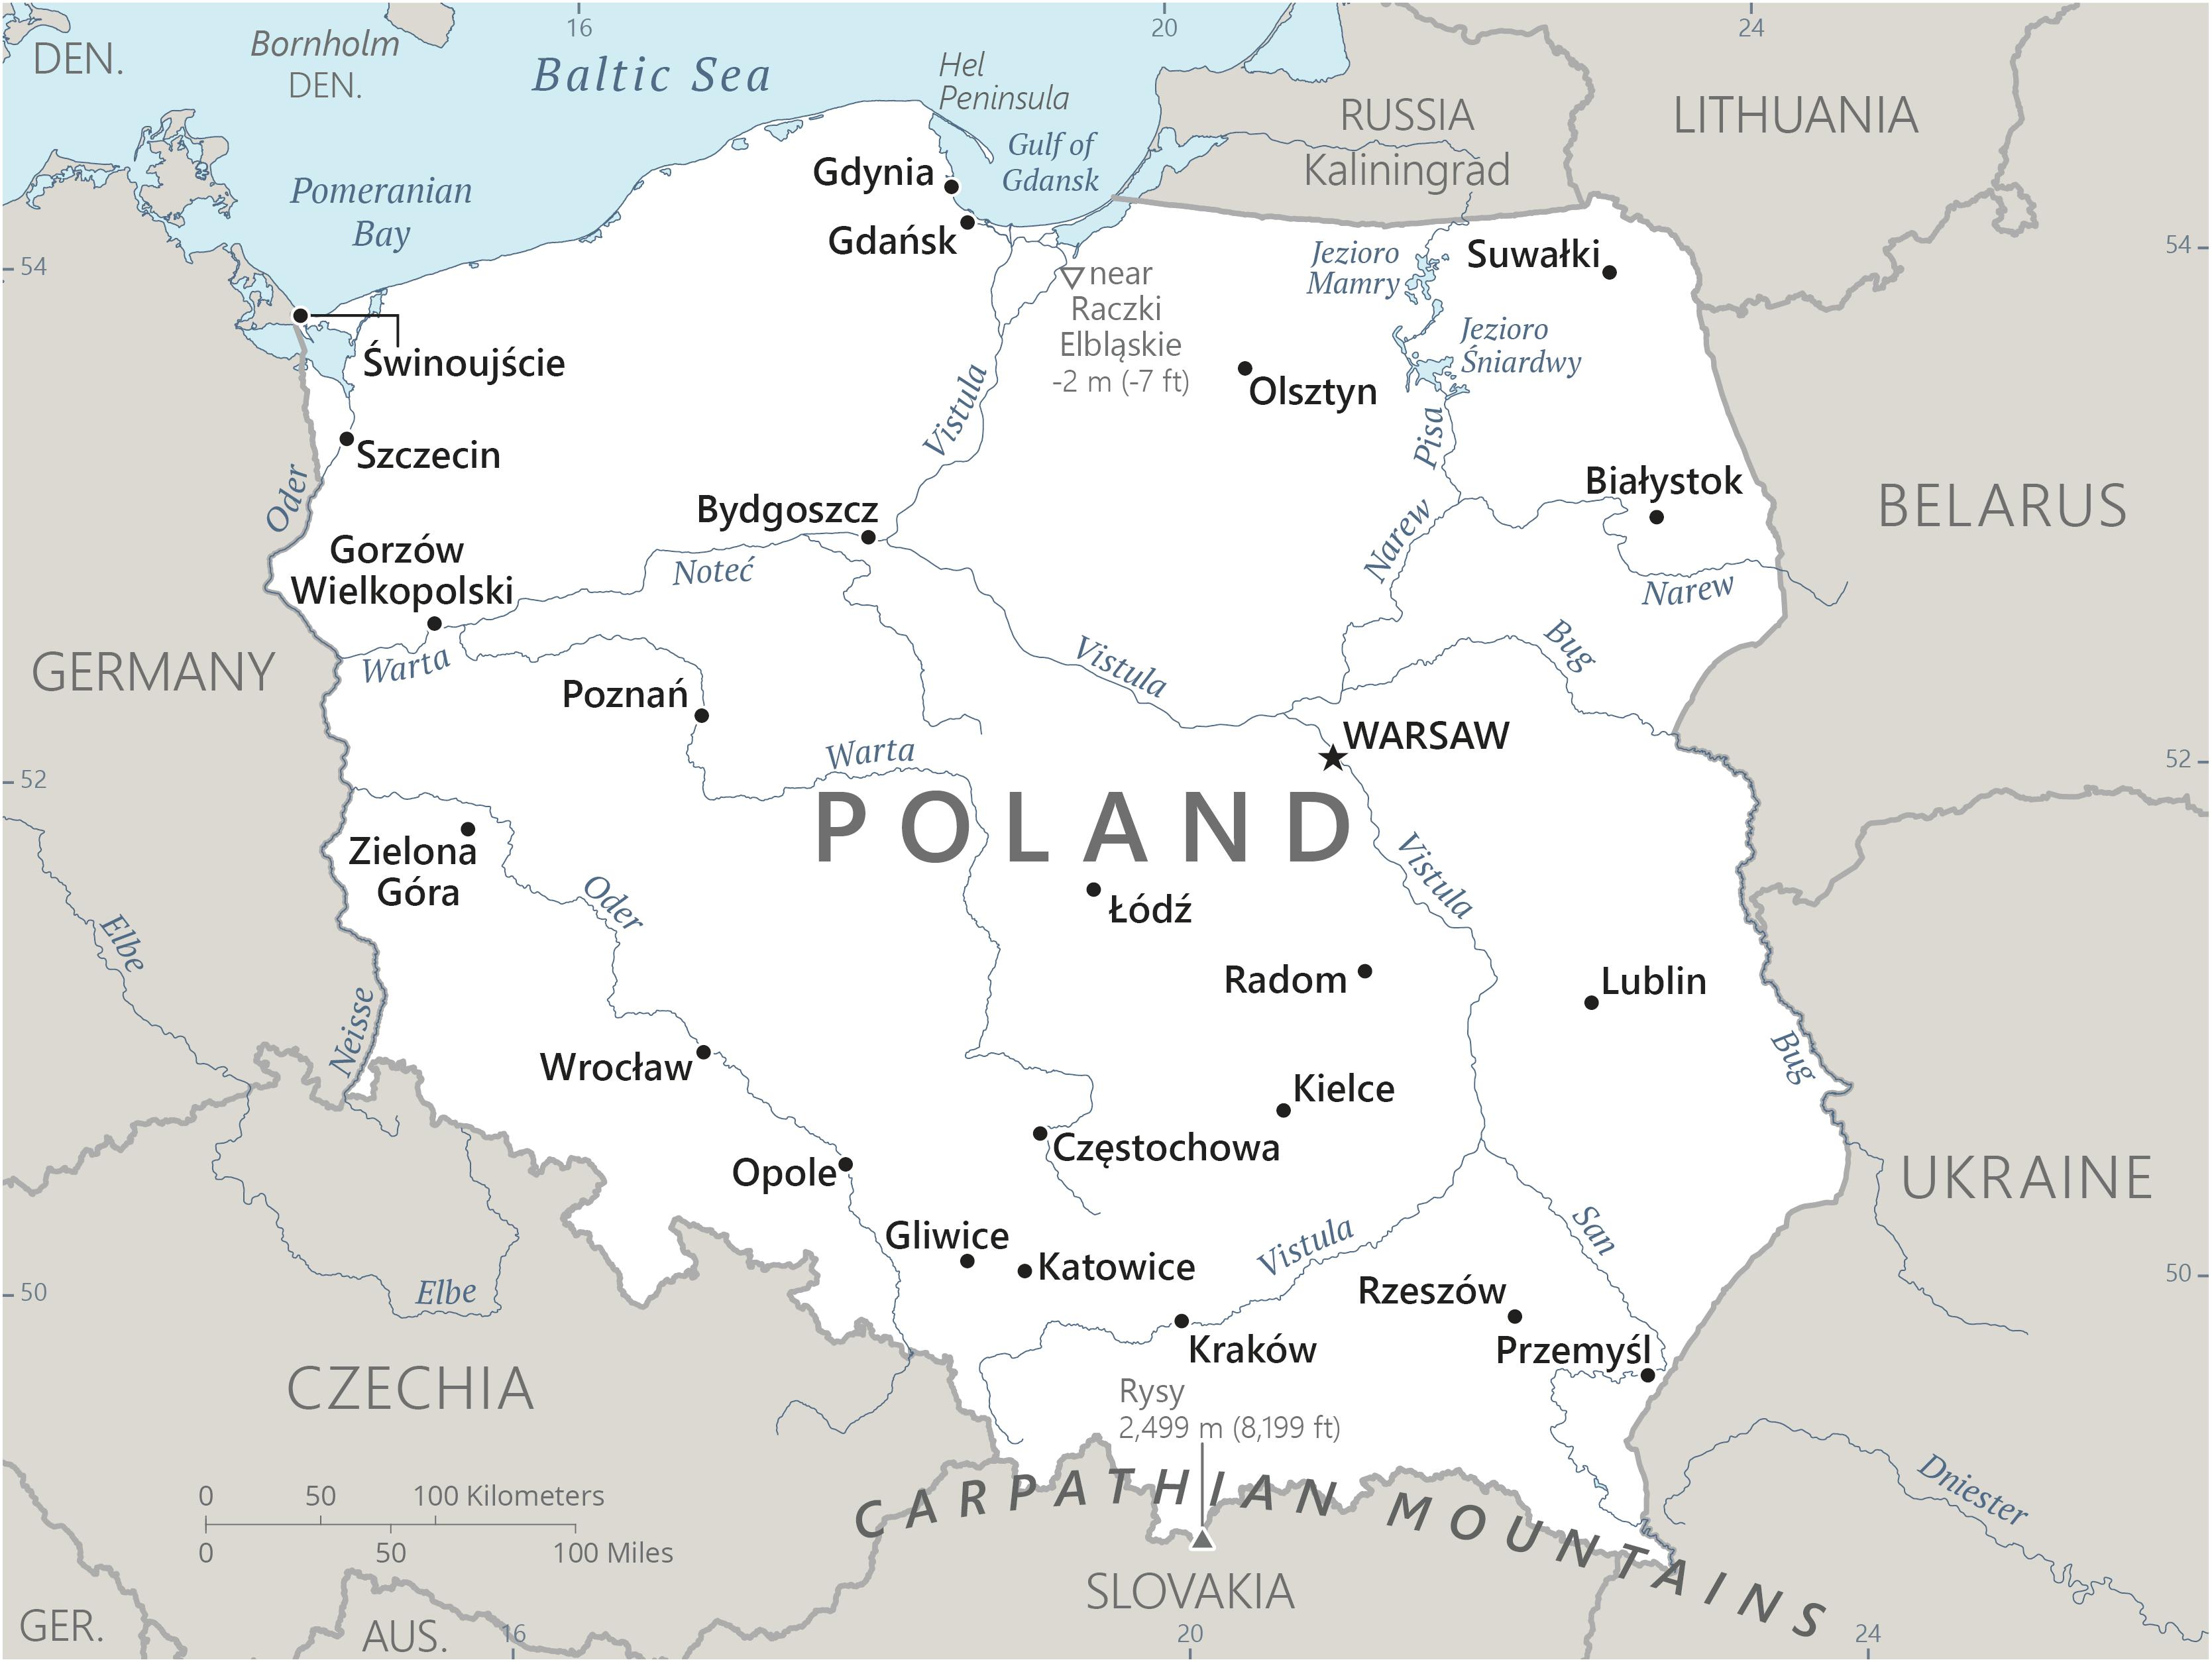 16
20
24
DEN.
Bornholm
DEN.
Baltic Sea
Hel
Peninsula
RUSSIA
Kaliningrad
LITHUANIA
Gulf of
Gdansk
Pomeranian
Bay
Gdynia
Gdańsk
54
54
near
Raczki
Elbląskie
-2 m (-7 ft)
Jezioro
Mamry
Suwałki
Jezioro
Śniardwy
Świnoujście
Olsztyn
Vistula
Pisa
Szczecin
Oder
Bydgoszcz
Białystok
BELARUS
Narew
Narew
Gorzów
Wielkopolski
Noteć
Warta
Vistula
Bug
GERMANY
Poznań
Warta
WARSAW
52
52
POLAND
Zielona
Góra
Oder
Łódź
Vistula
Elbe
Radom
Lublin
Neisse
Wrocław
Kielce
Bug
Częstochowa
Opole
UKRAINE
Gliwice
Katowice
Vistula
San
Elbe
50
50
Rzeszów
Kraków
Przemyśl
CZECHIA
Rysy
2,499 m (8,199 ft)
CARPATHIAN MOUNTAINS
Dniester
0 50 100 Kilometers
0 50 100 Miles
SLOVAKIA
GER.
AUS.
16
20
24